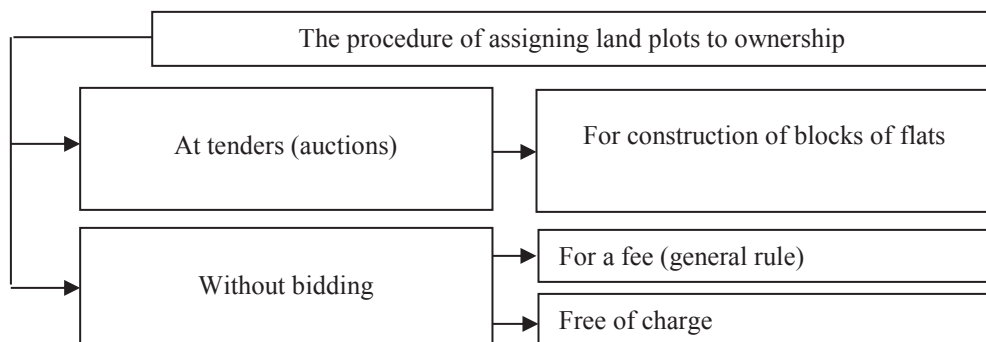 The procedure of assigning land plots to ownership
At tenders (auctions)
For construction of blocks of flats
Without bidding
For a fee (general rule)
Free of charge